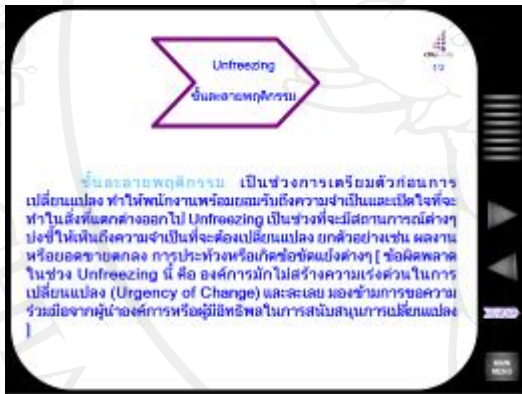 Unfreezing
ขั้นละลายพฤติกรรม
1/2
ขั้นละลายพฤติกรรม เป็นช่วงการเตรียมตัวก่อนการ
เปลี่ยนแปลง ทำให้พนักงานพร้อมยอมรับถึงความจำเป็นและเปิดใจที่จะ
ทำในสิ่งที่แตกต่างออกไป Unfreezing เป็นช่วงที่จะมีสถานการณ์ต่างๆ
บ่งชี้ให้เห็นถึงความจำเป็นที่จะต้องเปลี่ยนแปลง ยกตัวอย่างเช่น ผลงาน
หรือยอดขายตกลง การประท้วงหรือเกิดข้อขัดแย้งต่างๆ [ ข้อผิดพลาด
ในช่วง Unfreezing นี้ คือ องค์การมักไม่สร้างความเร่งด่วนในการ
เปลี่ยนแปลง (Urgency of Change) และละเลย มองข้ามการขอความ
ร่วมมือจากผู้นำองค์การหรือผู้มีอิทธิพลในการสนับสนุนการเปลี่ยนแปลง
]
MAIN
MENU